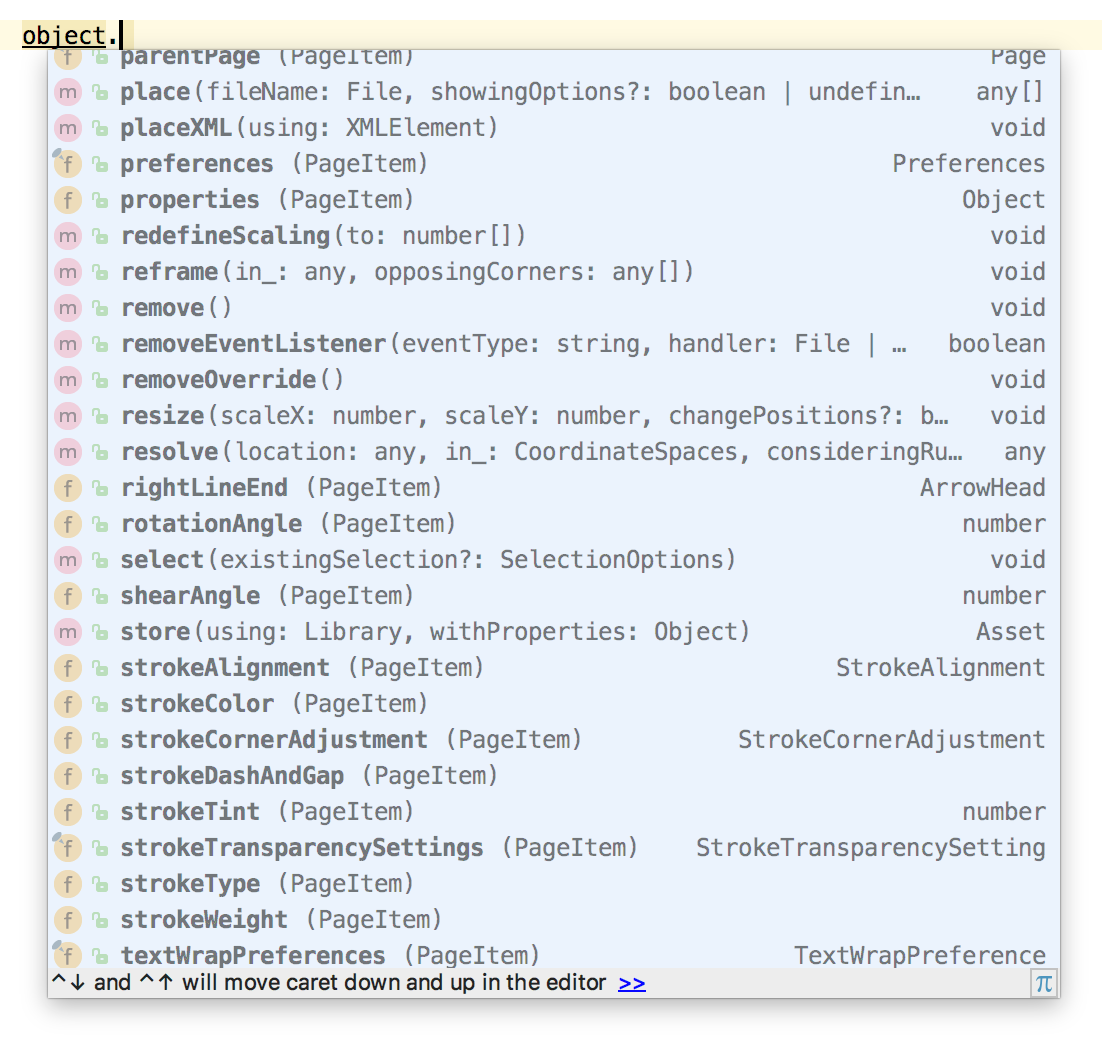 object.
f parentPage (PageItem) Page
m place(fileName: File, showingOptions?: boolean | undefin… any[]
m placeXML(using: XMLElement) void
f preferences (PageItem) Preferences
f properties (PageItem) Object
m redefineScaling(to: number[]) void
m reframe(in_: any, opposingCorners: any[]) void
m remove() void
m removeEventListener(eventType: string, handler: File | … boolean
m removeOverride() void
m resize(scaleX: number, scaleY: number, changePositions?: b… void
m resolve(location: any, in_: CoordinateSpaces, consideringRu… any
f rightLineEnd (PageItem) ArrowHead
f rotationAngle (PageItem) number
m select(existingSelection?: SelectionOptions) void
f shearAngle (PageItem) number
m store(using: Library, withProperties: Object) Asset
f strokeAlignment (PageItem) StrokeAlignment
f strokeColor (PageItem)
f strokeCornerAdjustment (PageItem) StrokeCornerAdjustment
f strokeDashAndGap (PageItem)
f strokeTint (PageItem) number
f strokeTransparencySettings (PageItem) StrokeTransparencySetting
f strokeType (PageItem)
f strokeWeight (PageItem)
f textWrapPreferences (PageItem) TextWrapPreference
^↓ and ^↑ will move caret down and up in the editor >> π